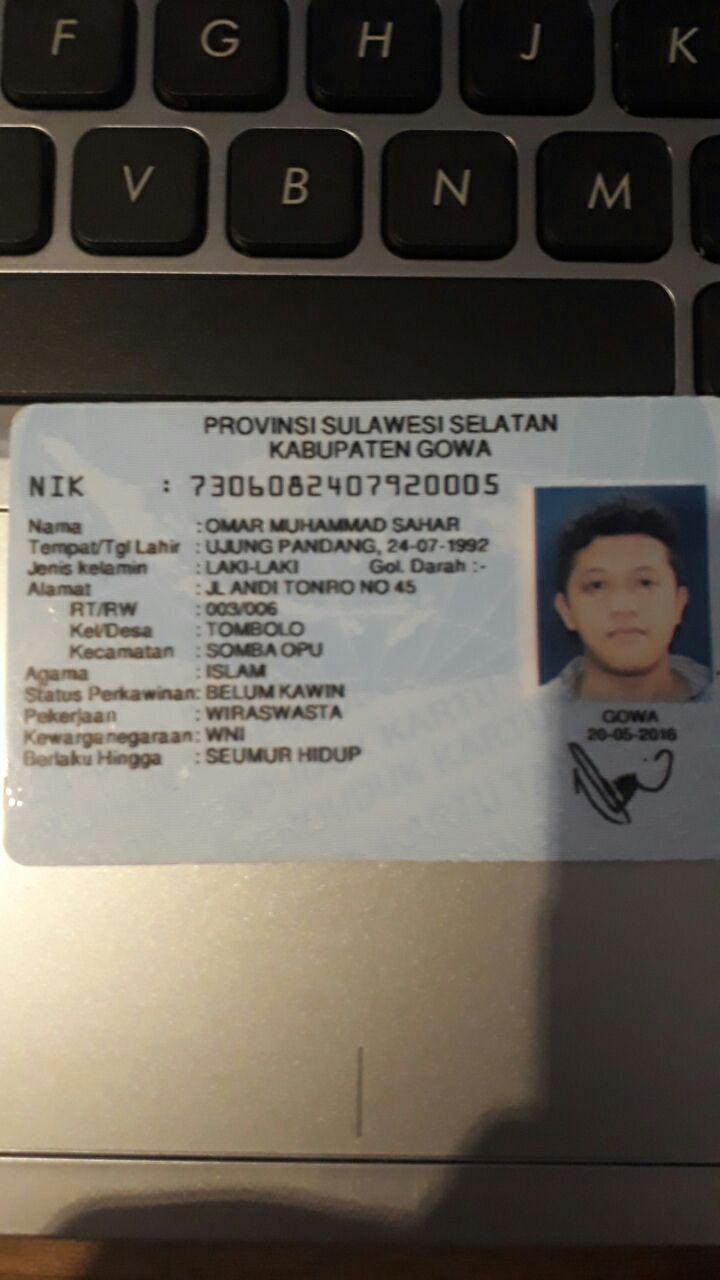 F G H J K
V B N M
PROVINSI SULAWESI SELATAN
KABUPATEN GOWA
NIK : 7306082407920005
Nama : OMAR MUHAMMAD SAHAR
Tempat/Tgl Lahir : UJUNG PANDANG, 24-07-1992
Jenis kelamin : LAKI-LAKI Gol. Darah :-
Alamat : JL ANDI TONRO NO 45
RT/RW : 003/006
Kel/Desa : TOMBOLO
Kecamatan : SOMBA OPU
Agama : ISLAM
Status Perkawinan: BELUM KAWIN
Pekerjaan : WIRASWASTA
Kewarganegaraan: WNI
Berlaku Hingga : SEUMUR HIDUP
GOWA
20-05-2016